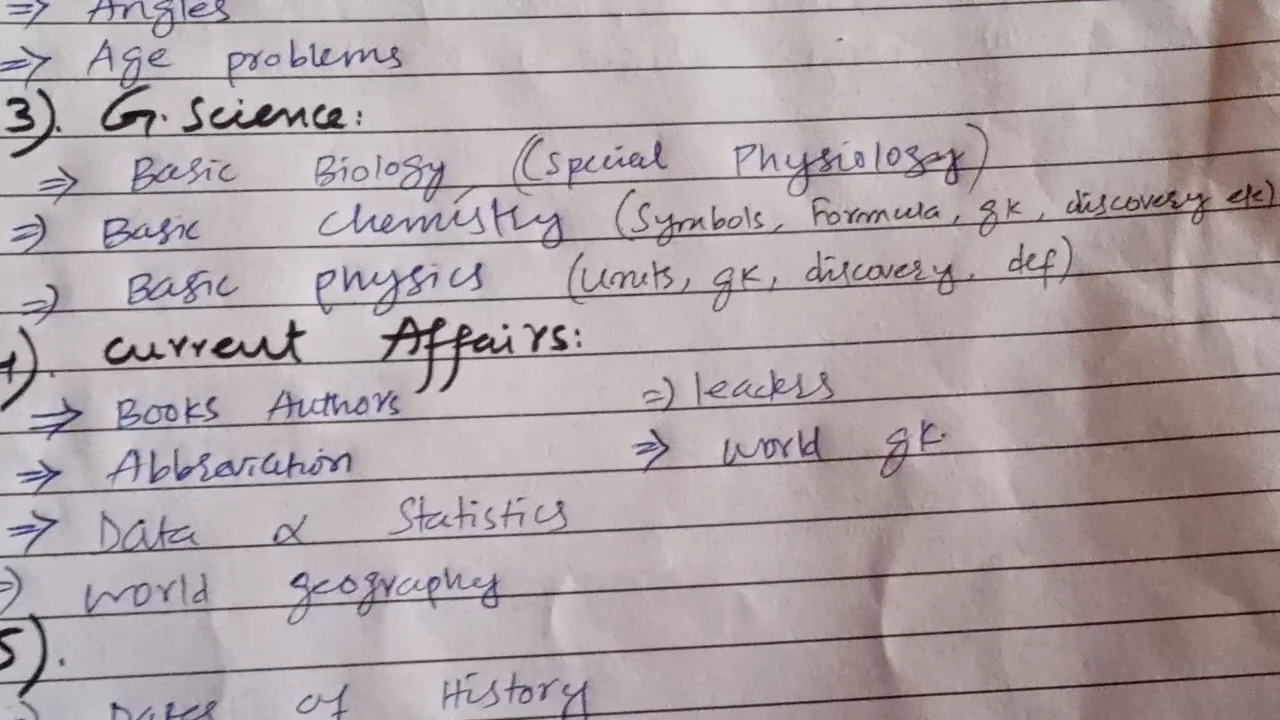 ⇒ Angles
⇒ Age problems
3). G. Science:
⇒ Basic Biology (Special Physiology)
⇒ Basic chemistry (Symbols, Formula, gk, discovery etc)
⇒ Basic physics (Units, gk, discovery, def)
4). current Affairs:
⇒ Books Authors ⇒ leaders
⇒ Abbreviation ⇒ world gk.
⇒ Data & Statistics
⇒ world geography
5).
Dates of History